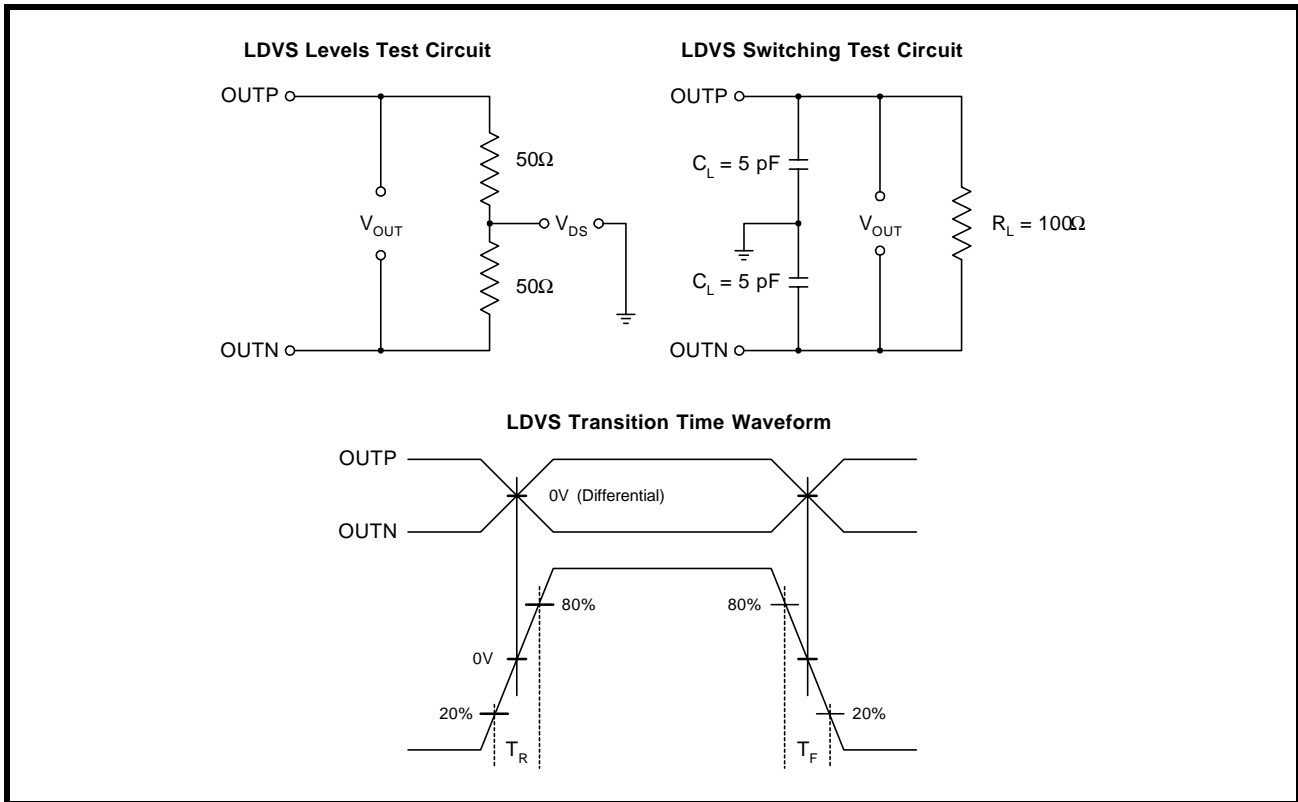 LDVS Levels Test Circuit
OUTP
50Ω
V_OUT
V_DS
50Ω
OUTN
LDVS Switching Test Circuit
OUTP
C_L = 5 pF
V_OUT
R_L = 100Ω
C_L = 5 pF
OUTN
LDVS Transition Time Waveform
OUTP
0V (Differential)
OUTN
80%
80%
0V
20%
20%
T_R
T_F